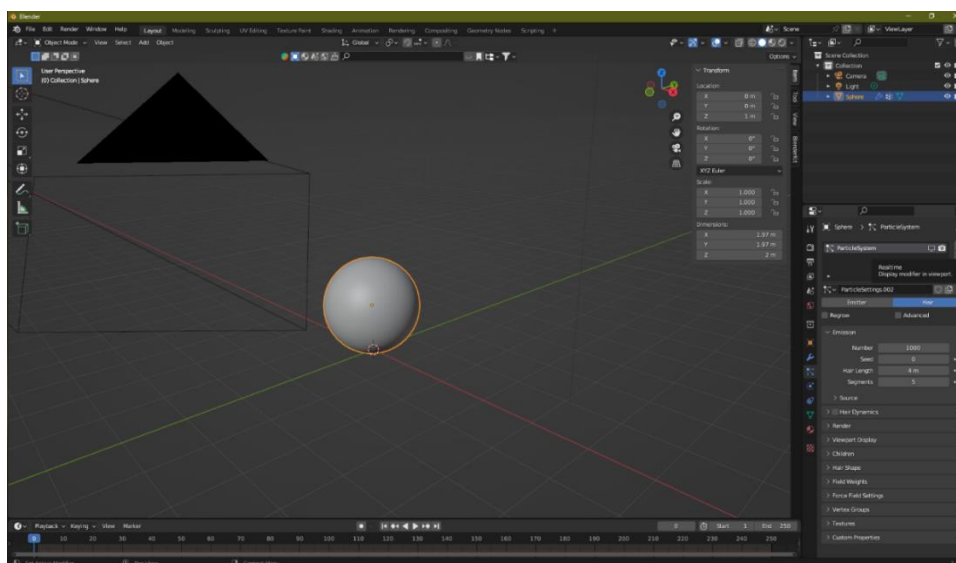 Blender
File Edit Render Window Help Layout Modeling Sculpting UV Editing Texture Paint Shading Animation Rendering Compositing Geometry Nodes Scripting + Scene ViewLayer
Object Mode View Select Add Object Global
Options
User Perspective
(0) Collection | Sphere
Transform
Location:
X 0 m
Y 0 m
Z 1 m
Rotation:
X 0°
Y 0°
Z 0°
XYZ Euler
Scale:
X 1.000
Y 1.000
Z 1.000
Dimensions:
X 1.97 m
Y 1.87 m
Z 2 m
Item
Tool
View
BlenderKit
Scene Collection
Collection
Camera
Light
Sphere
Sphere > ParticleSystem
ParticleSystem
Realtime
Display modifier in viewport.
ParticleSettings.002
Emitter Hair
Regrow Advanced
Emission
Number 1000
Seed 0
Hair Length 4 m
Segments 5
Source
Hair Dynamics
Render
Viewport Display
Children
Hair Shape
Field Weights
Force Field Settings
Vertex Groups
Textures
Custom Properties
Playback Keying View Marker 0 Start 1 End 250
0 10 20 30 40 50 60 70 80 90 100 110 120 130 140 150 160 170 180 190 200 210 220 230 240 250